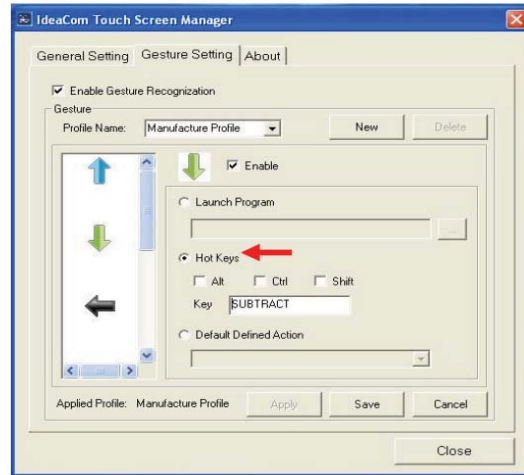 IdeaCom Touch Screen Manager
General Setting Gesture Setting About
Enable Gesture Recognization
Gesture
Profile Name: Manufacture Profile New Delete
Enable
Launch Program
...
Hot Keys
Alt Ctrl Shift
Key SUBTRACT
Default Defined Action
Applied Profile: Manufacture Profile Apply Save Cancel
Close